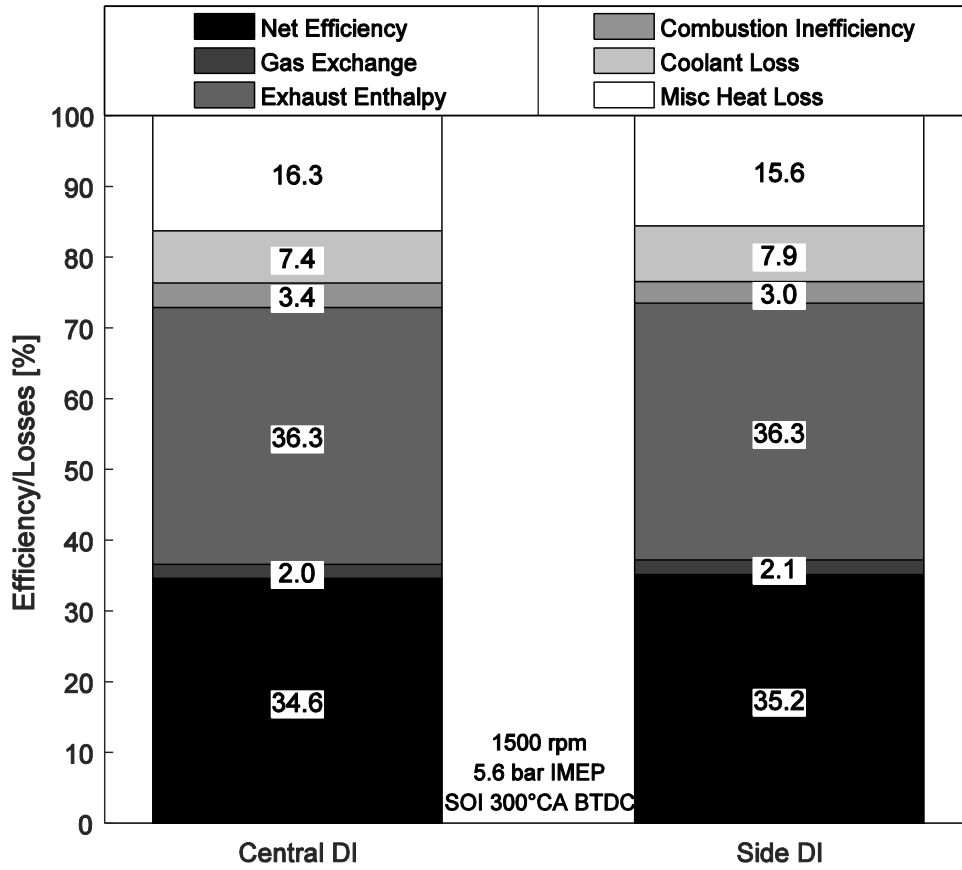 Net Efficiency
Gas Exchange
Exhaust Enthalpy
Combustion Inefficiency
Coolant Loss
Misc Heat Loss
Efficiency/Losses [%]
100
90
80
70
60
50
40
30
20
10
0
16.3
7.4
3.4
36.3
2.0
34.6
1500 rpm
5.6 bar IMEP
SOI 300°CA BTDC
15.6
7.9
3.0
36.3
2.1
35.2
Central DI
Side DI